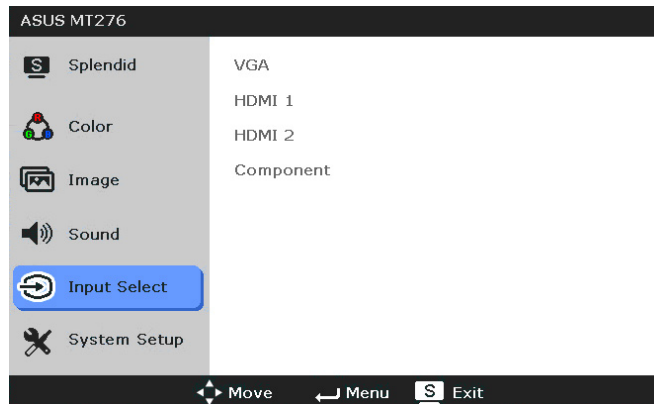 ASUS MT276
S Splendid
Color
Image
Sound
Input Select
System Setup
VGA
HDMI 1
HDMI 2
Component
Move Menu S Exit